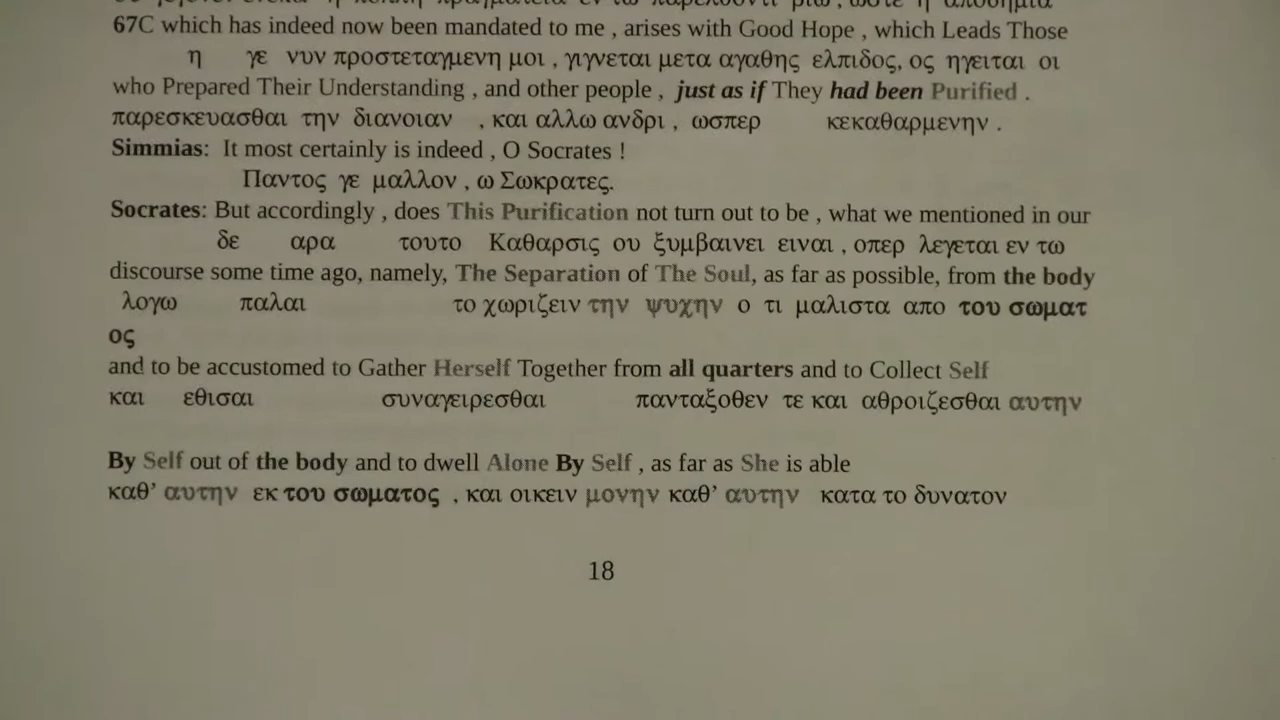 67C which has indeed now been mandated to me , arises with Good Hope , which Leads Those
η γε νυν προστεταγμενη μοι , γιγνεται μετα αγαθης ελπιδος, ος ηγειται οι
who Prepared Their Understanding , and other people , just as if They had been Purified .
παρεσκευασθαι την διανοιαν , και αλλω ανδρι , ωσπερ κεκαθαρμενην .
Simmias: It most certainly is indeed , O Socrates !
Παντος γε μαλλον , ω Σωκρατες.
Socrates: But accordingly , does This Purification not turn out to be , what we mentioned in our
δε αρα τουτο Καθαρσις ου ξυμβαινει ειναι , οπερ λεγεται εν τω
discourse some time ago, namely, The Separation of The Soul, as far as possible, from the body
λογω παλαι το χωριζειν την ψυχην ο τι μαλιστα απο του σωματ
ος
and to be accustomed to Gather Herself Together from all quarters and to Collect Self
και εθισαι συναγειρεσθαι πανταξοθεν τε και αθροιζεσθαι αυτην
By Self out of the body and to dwell Alone By Self , as far as She is able
καθ’ αυτην εκ του σωματος , και οικειν μονην καθ’ αυτην κατα το δυνατον
18